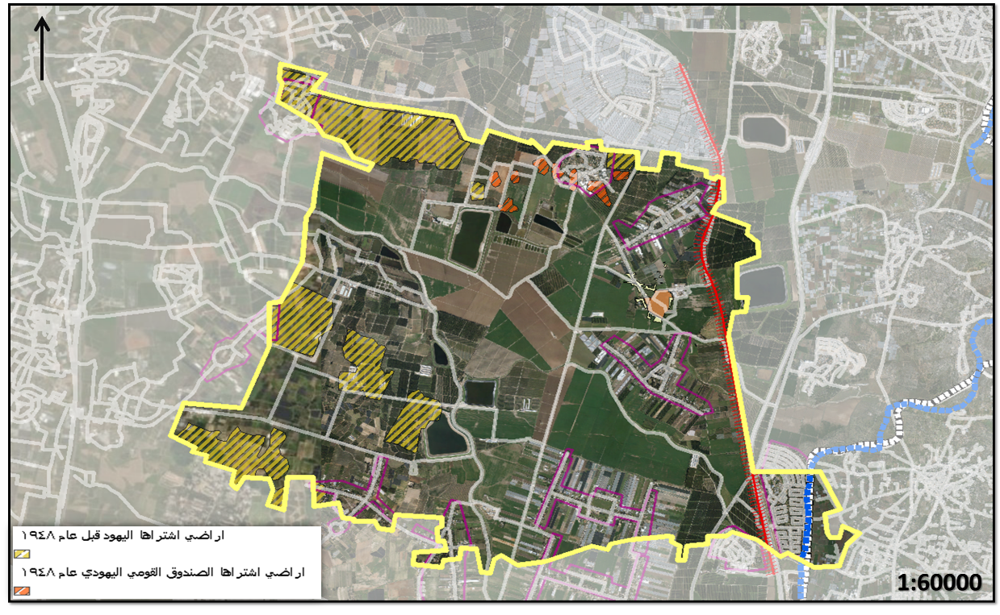 اراضي اشتراها اليهود قبل عام ١٩٤٨
اراضي اشتراها الصندوق القومي اليهودي عام ١٩٤٨
1:60000